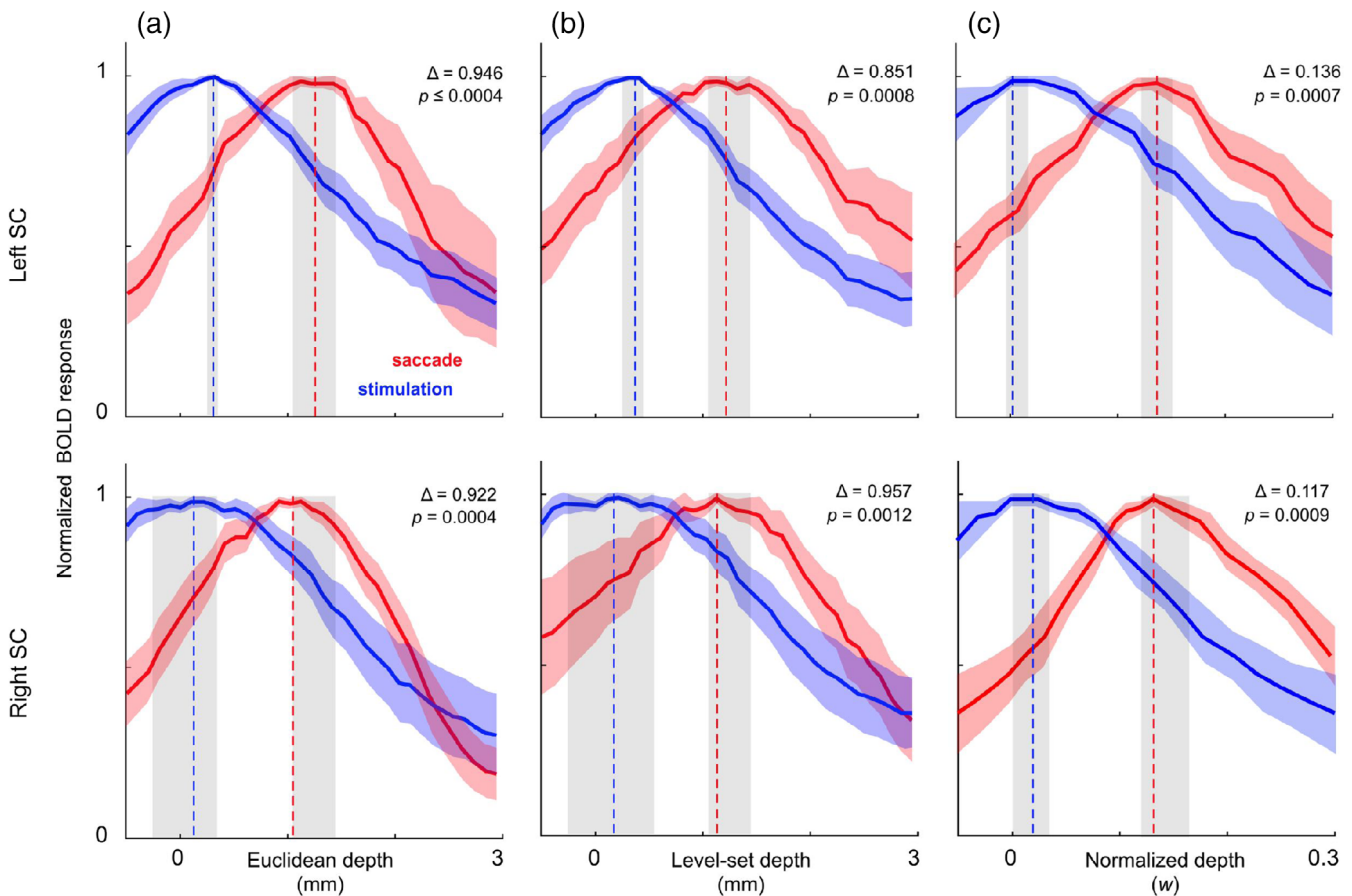 (a)
(b)
(c)
Left SC
Right SC
Normalized BOLD response
1
0
Δ = 0.946
p ≤ 0.0004
saccade
stimulation
Δ = 0.851
p = 0.0008
Δ = 0.136
p = 0.0007
1
0
Δ = 0.922
p = 0.0004
Δ = 0.957
p = 0.0012
Δ = 0.117
p = 0.0009
0
Euclidean depth
(mm)
3
0
Level-set depth
(mm)
3
0
Normalized depth
(w)
0.3